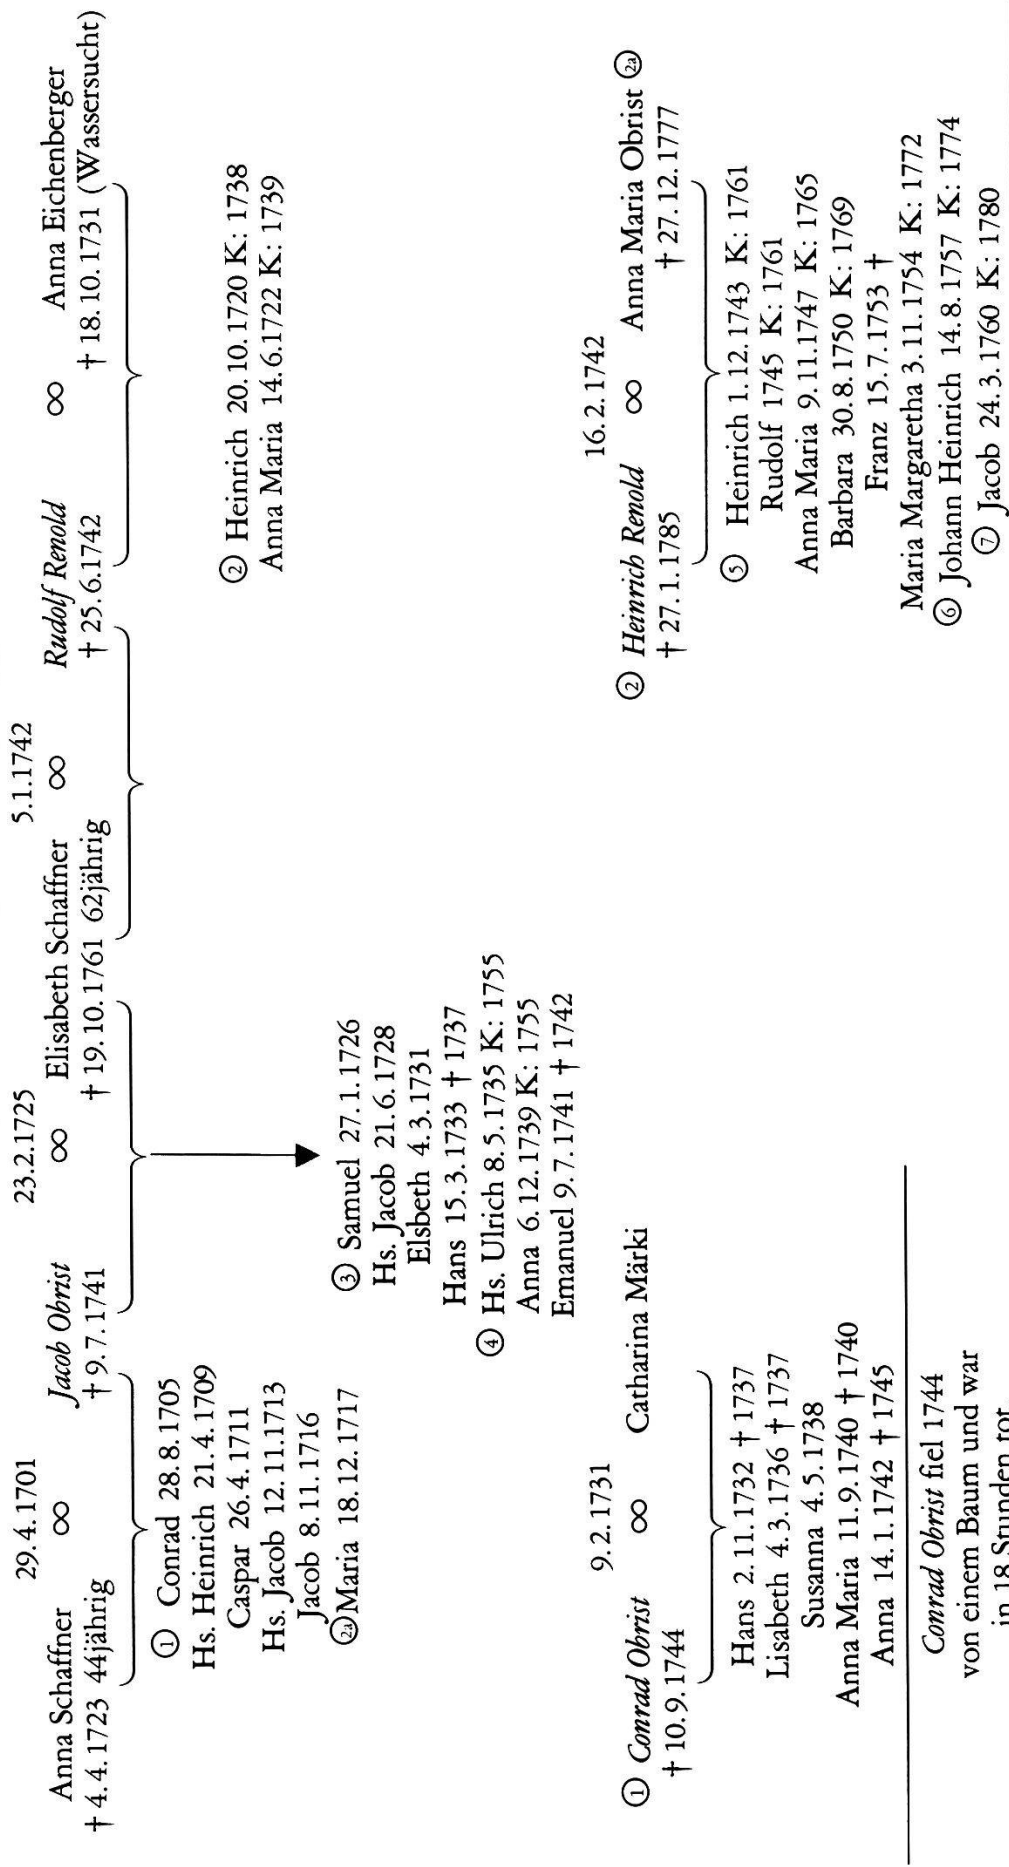 29.4.1701
Anna Schaffner ∞ Jacob Obrist
† 4.4.1723 44jährig † 9.7.1741
① Conrad 28.8.1705
Hs. Heinrich 21.4.1709
Caspar 26.4.1711
Hs. Jacob 12.11.1713
Jacob 8.11.1716
②a Maria 18.12.1717
23.2.1725
∞ Elisabeth Schaffner
† 19.10.1761 62jährig
③ Samuel 27.1.1726
Hs. Jacob 21.6.1728
Elsbeth 4.3.1731
Hans 15.3.1733 † 1737
④ Hs. Ulrich 8.5.1735 K: 1755
Anna 6.12.1739 K: 1755
Emanuel 9.7.1741 † 1742
5.1.1742
∞ Rudolf Renold
† 25.6.1742
∞ Anna Eichenberger
† 18.10.1731 (Wassersucht)
② Heinrich 20.10.1720 K: 1738
Anna Maria 14.6.1722 K: 1739
9.2.1731
① Conrad Obrist ∞ Catharina Märki
† 10.9.1744
Hans 2.11.1732 † 1737
Lisabeth 4.3.1736 † 1737
Susanna 4.5.1738
Anna Maria 11.9.1740 † 1740
Anna 14.1.1742 † 1745
Conrad Obrist fiel 1744
von einem Baum und war
in 18 Stunden tot
16.2.1742
② Heinrich Renold ∞ Anna Maria Obrist ②a
† 27.1.1785 † 27.12.1777
⑤ Heinrich 1.12.1743 K: 1761
Rudolf 1745 K: 1761
Anna Maria 9.11.1747 K: 1765
Barbara 30.8.1750 K: 1769
Franz 15.7.1753 †
Maria Margaretha 3.11.1754 K: 1772
⑥ Johann Heinrich 14.8.1757 K: 1774
⑦ Jacob 24.3.1760 K: 1780